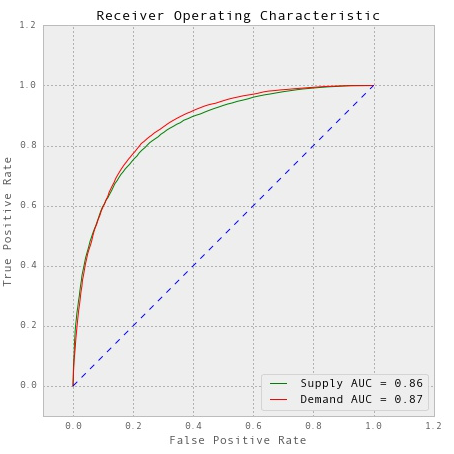 Receiver Operating Characteristic
1.2
1.0
0.8
0.6
0.4
0.2
0.0
True Positive Rate
Supply AUC = 0.86
Demand AUC = 0.87
0.0 0.2 0.4 0.6 0.8 1.0 1.2
False Positive Rate